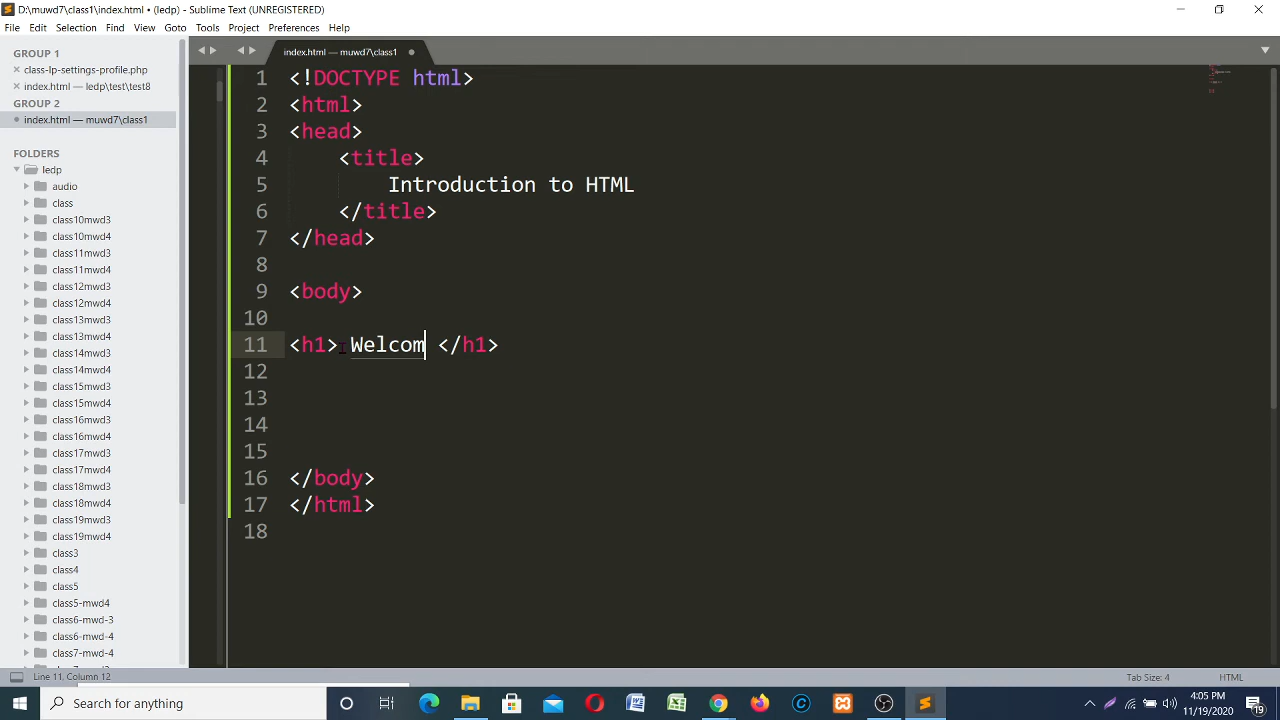 D:\muwd7\class1\index.html • (ledp) - Sublime Text (UNREGISTERED)
File Edit Selection Find View Goto Tools Project Preferences Help
GROUP 1
class-lp-settings-profile.php
index.html — ledp\test\test8
GROUP 2
index.html — muwd7\class1
FOLDERS
ledp
audio
class
class10mwd3
class10mwd4
class11mwd3
class11mwd4
class12mwd3
class12mwd4
class13mwd3
class13mwd4
class14mwd3
class14mwd4
class15mwd3
class15mwd4
class16mwd3
class16mwd4
class17mwd3
class17mwd4
class18mwd3
class18mwd4
class19mwd3
class19mwd4
class3
class4
class5
class5-mwd4
class6-mwd-3
class6-mwd-4
class7-mwd-4
index.html — muwd7\class1
1 <!DOCTYPE html>
2 <html>
3 <head>
4 <title>
5 Introduction to HTML
6 </title>
7 </head>
8
9 <body>
10
11 <h1> Welcom </h1>
12
13
14
15
16 </body>
17 </html>
18
Line 11, Column 12
Tab Size: 4 HTML
Search for anything
4:05 PM
11/19/2020
19